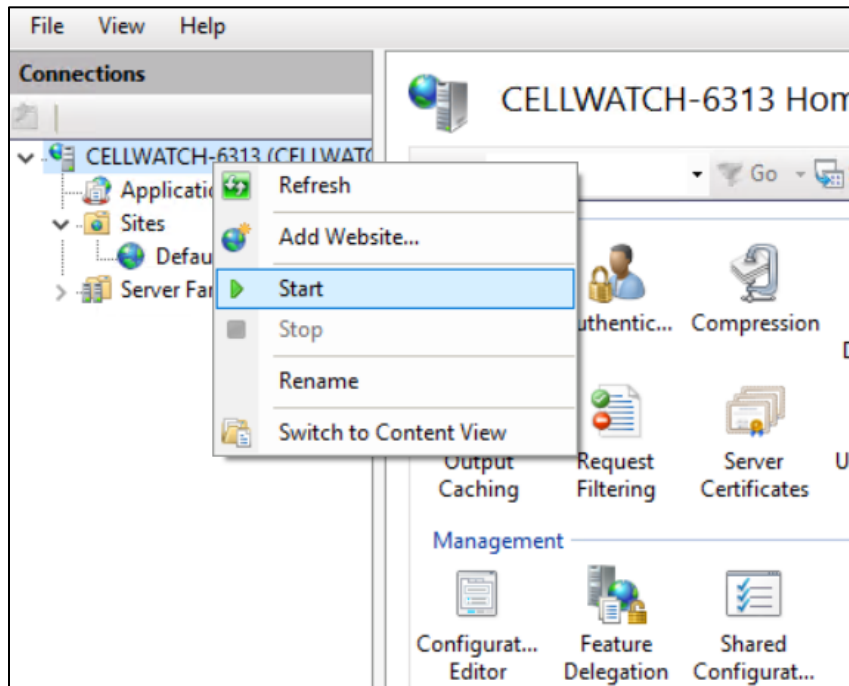 File View Help
Connections
CELLWATCH-6313 Hom
CELLWATCH-6313 (CELLWATC
Go
Applicatio
Refresh
Sites
Add Website...
Defau
Server Far
Start
uthentic... Compression
Stop
D
Rename
Switch to Content View
Output Caching
Request Filtering
Server Certificates
U
Management
Configurat... Editor
Feature Delegation
Shared Configurat...